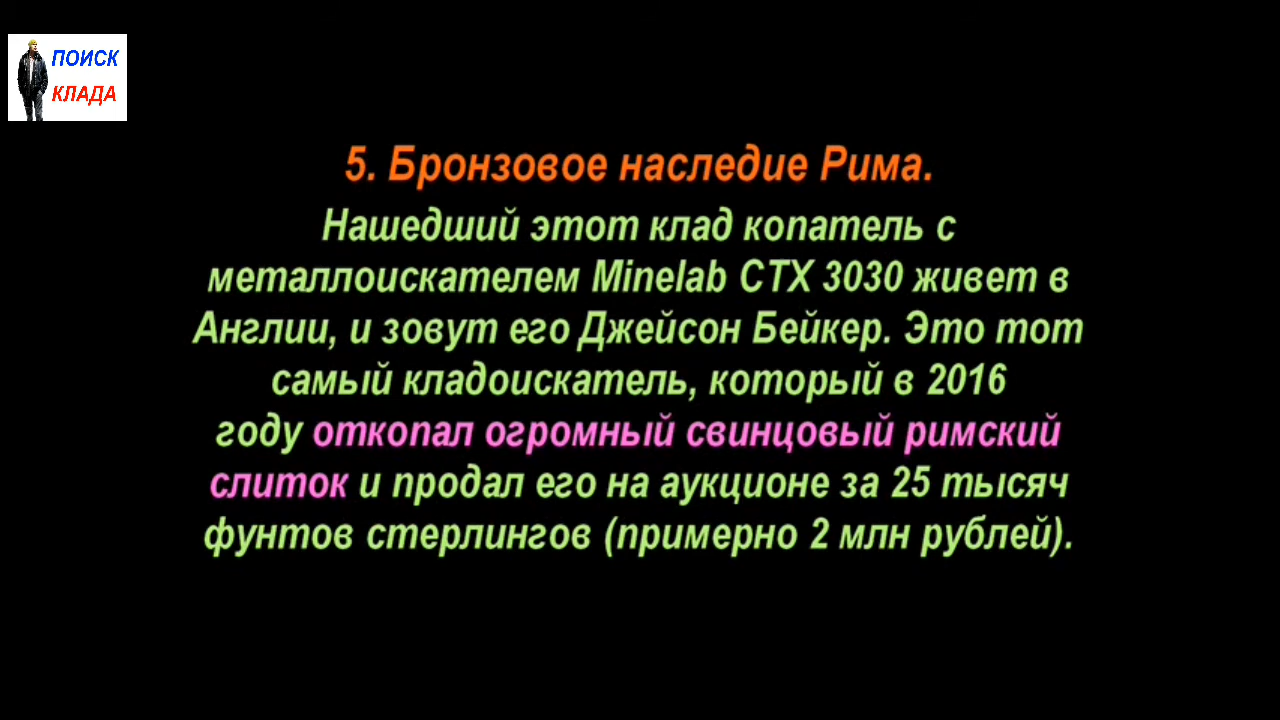 ПОИСК
КЛАДА
5. Бронзовое наследие Рима.
Нашедший этот клад копатель с
металлоискателем Minelab CTX 3030 живет в
Англии, и зовут его Джейсон Бейкер. Это тот
самый кладоискатель, который в 2016
году откопал огромный свинцовый римский
слиток и продал его на аукционе за 25 тысяч
фунтов стерлингов (примерно 2 млн рублей).